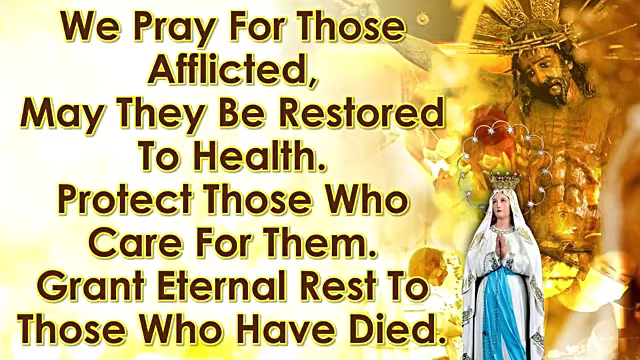 We Pray For Those
Afflicted,
May They Be Restored
To Health.
Protect Those Who
Care For Them.
Grant Eternal Rest To
Those Who Have Died.